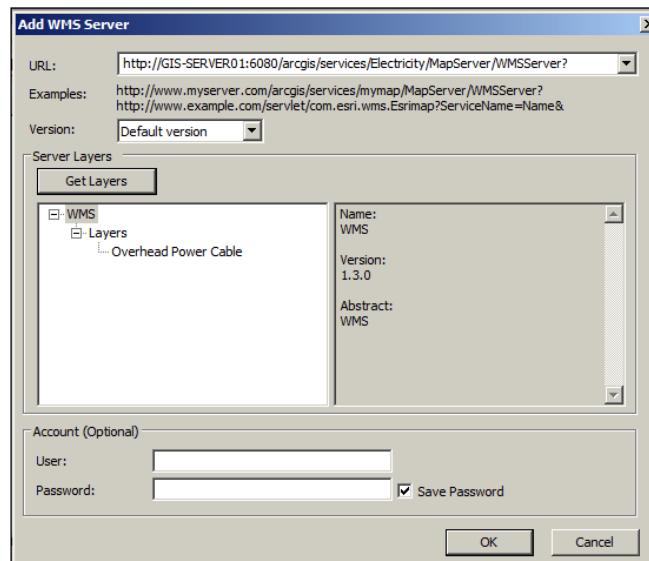 Add WMS Server
URL: http://GIS-SERVER01:6080/arcgis/services/Electricity/MapServer/WMSServer?
Examples: http://www.myserver.com/arcgis/services/mymap/MapServer/WMSServer?
http://www.example.com/servlet/com.esri.wms.Esrimap?ServiceName=Name&
Version: Default version
Server Layers
Get Layers
WMS
Layers
Overhead Power Cable
Name:
WMS
Version:
1.3.0
Abstract:
WMS
Account (Optional)
User:
Password:
Save Password
OK
Cancel